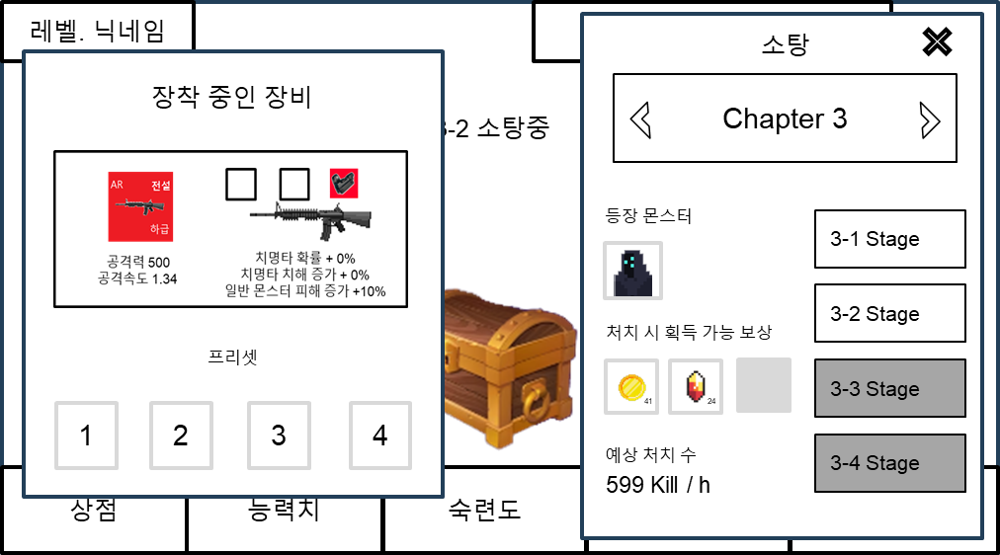 레벨. 닉네임
장착 중인 장비
AR 전설
하급
공격력 500
공격속도 1.34
치명타 확률 + 0%
치명타 치해 증가 + 0%
일반 몬스터 피해 증가 +10%
프리셋
1 2 3 4
3-2 소탕중
소탕
Chapter 3
등장 몬스터
처치 시 획득 가능 보상
41 24
예상 처치 수
599 Kill / h
3-1 Stage
3-2 Stage
3-3 Stage
3-4 Stage
상점 능력치 숙련도